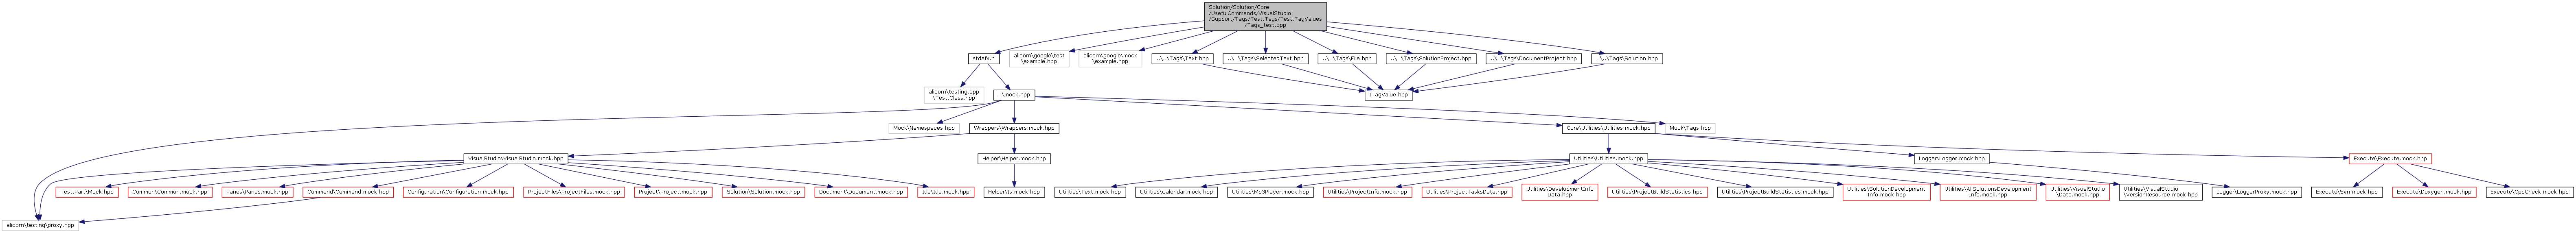 Solution/Solution/Core
/UsefulCommands/VisualStudio
/Support/Tags/Test.Tags/Test.TagValues
/Tags_test.cpp
stdafx.h
alicorn\google\test
\example.hpp
alicorn\google\mock
\example.hpp
..\..\Tags\Text.hpp
..\..\Tags\SelectedText.hpp
..\..\Tags\File.hpp
..\..\Tags\SolutionProject.hpp
..\..\Tags\DocumentProject.hpp
..\..\Tags\Solution.hpp
alicorn\testing.app
\Test.Class.hpp
..\mock.hpp
ITagValue.hpp
Mock\Namespaces.hpp
Wrappers\Wrappers.mock.hpp
Core\Utilities\Utilities.mock.hpp
Mock\Tags.hpp
VisualStudio\VisualStudio.mock.hpp
Helper\Helper.mock.hpp
Utilities\Utilities.mock.hpp
Logger\Logger.mock.hpp
Execute\Execute.mock.hpp
Test.Part\Mock.hpp
Common\Common.mock.hpp
Panes\Panes.mock.hpp
Command\Command.mock.hpp
Configuration\Configuration.mock.hpp
ProjectFiles\ProjectFiles.mock.hpp
Project\Project.mock.hpp
Solution\Solution.mock.hpp
Document\Document.mock.hpp
Ide\Ide.mock.hpp
Helper\Js.mock.hpp
Utilities\Text.mock.hpp
Utilities\Calendar.mock.hpp
Utilities\Mp3Player.mock.hpp
Utilities\ProjectInfo.mock.hpp
Utilities\ProjectTasksData.hpp
Utilities\DevelopmentInfo
Data.hpp
Utilities\ProjectBuildStatistics.hpp
Utilities\ProjectBuildStatistics.mock.hpp
Utilities\SolutionDevelopment
Info.mock.hpp
Utilities\AllSolutionsDevelopment
Info.mock.hpp
Utilities\VisualStudio
\Data.mock.hpp
Utilities\VisualStudio
\VersionResource.mock.hpp
Logger\LoggerProxy.mock.hpp
Execute\Svn.mock.hpp
Execute\Doxygen.mock.hpp
Execute\CppCheck.mock.hpp
alicorn\testing\proxy.hpp